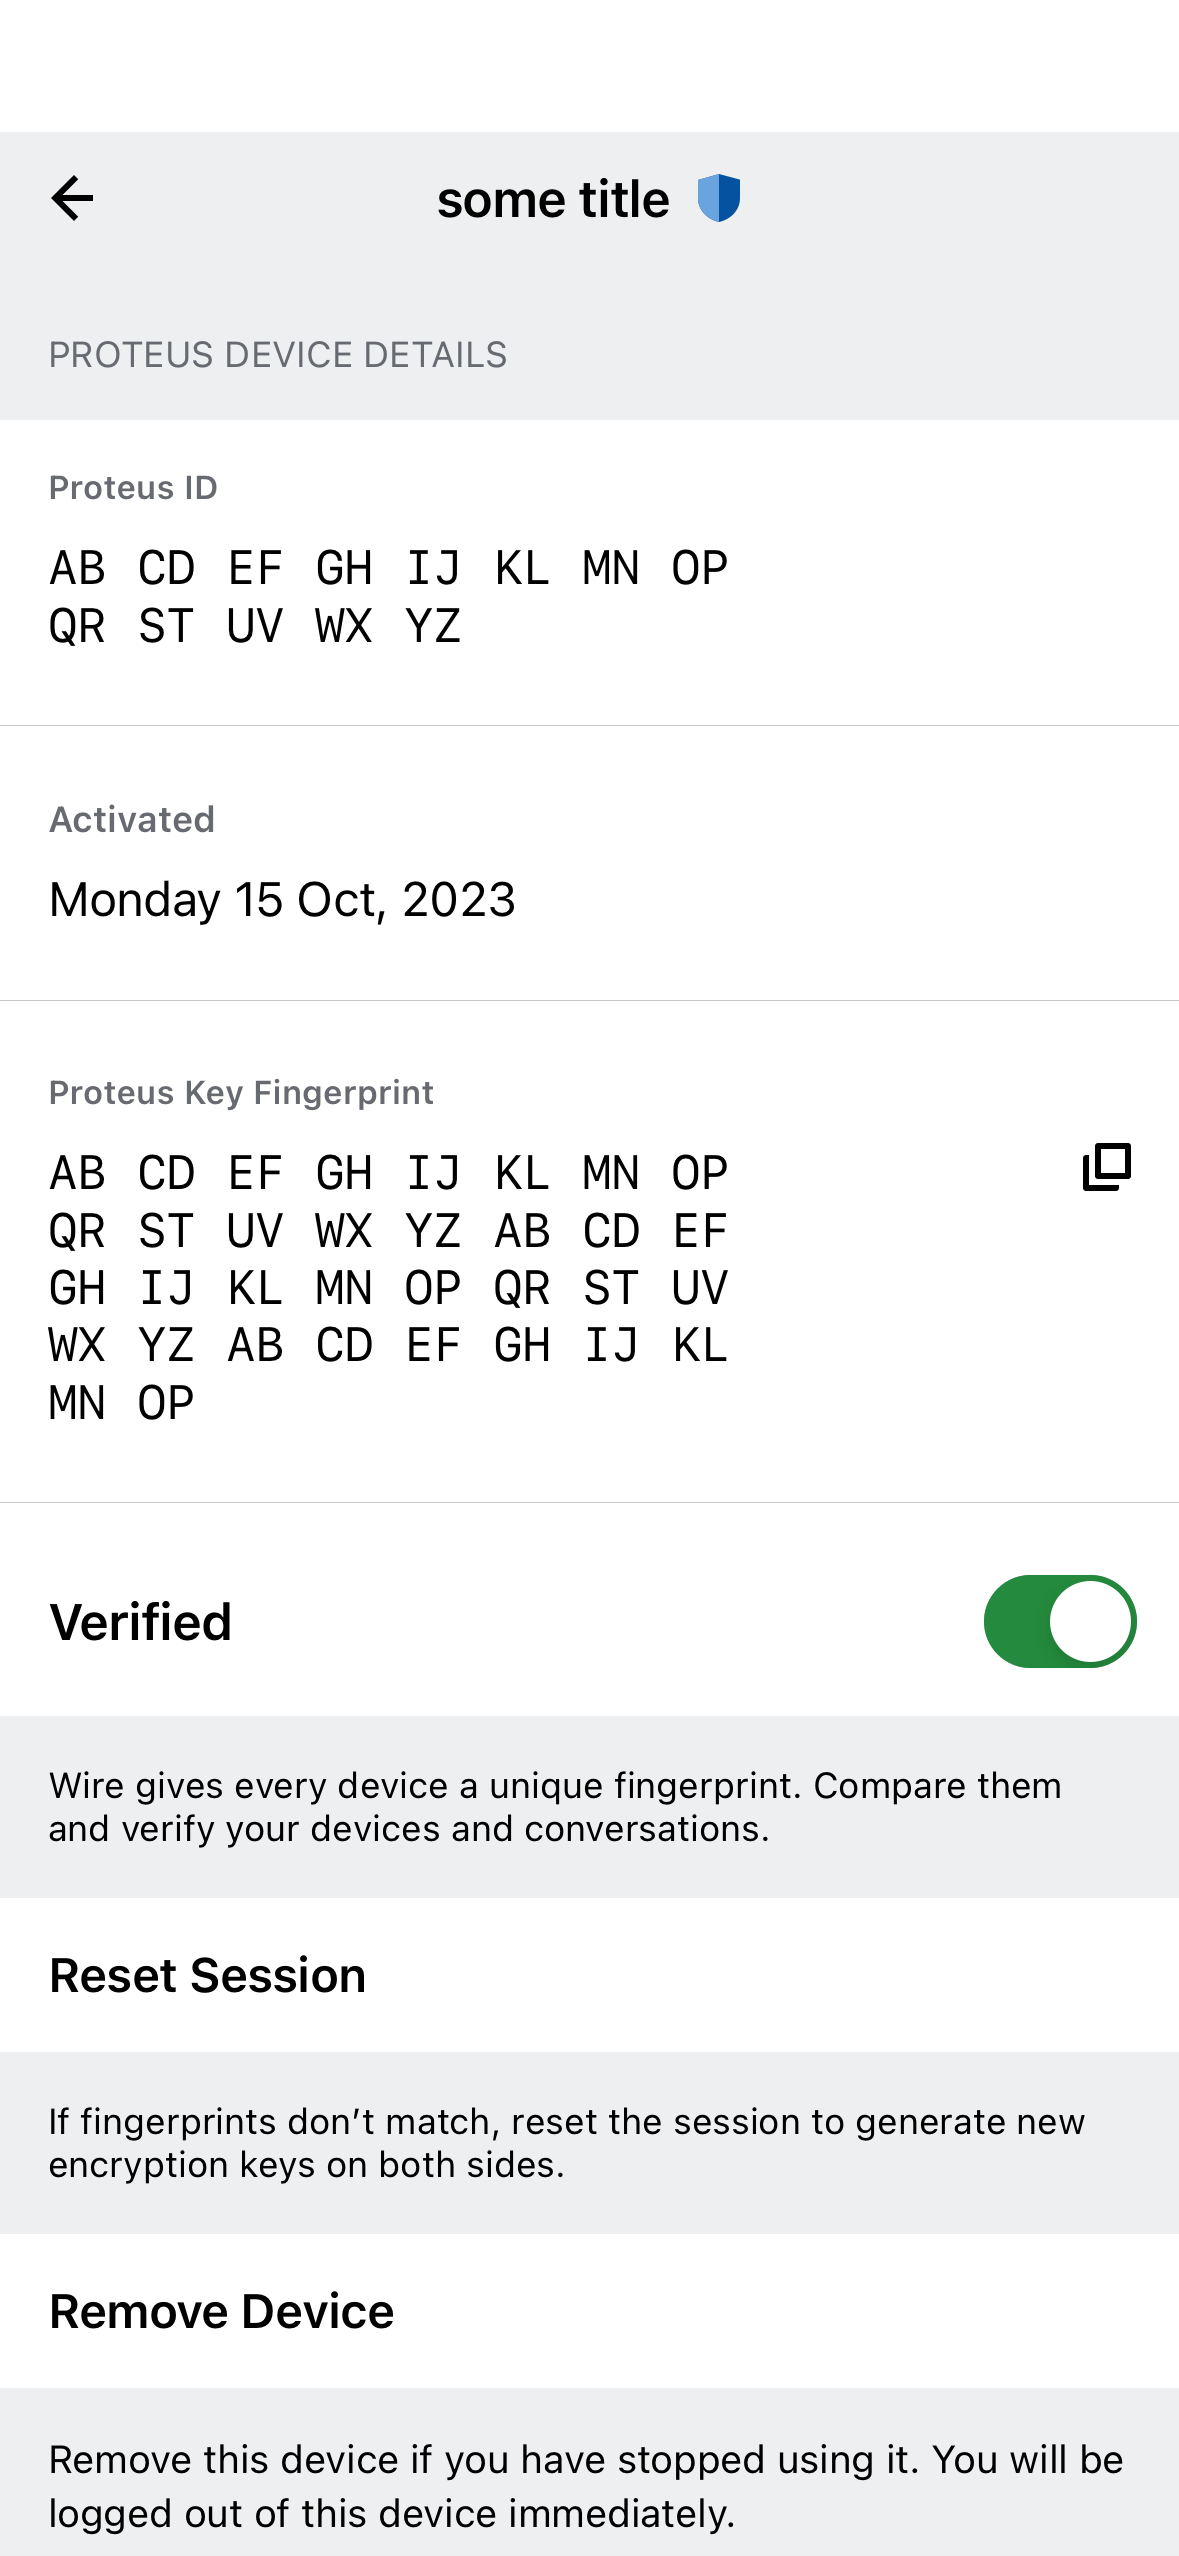 some title
PROTEUS DEVICE DETAILS
Proteus ID
AB CD EF GH IJ KL MN OP
QR ST UV WX YZ
Activated
Monday 15 Oct, 2023
Proteus Key Fingerprint
AB CD EF GH IJ KL MN OP
QR ST UV WX YZ AB CD EF
GH IJ KL MN OP QR ST UV
WX YZ AB CD EF GH IJ KL
MN OP
Verified
Wire gives every device a unique fingerprint. Compare them
and verify your devices and conversations.
Reset Session
If fingerprints don’t match, reset the session to generate new
encryption keys on both sides.
Remove Device
Remove this device if you have stopped using it. You will be
logged out of this device immediately.